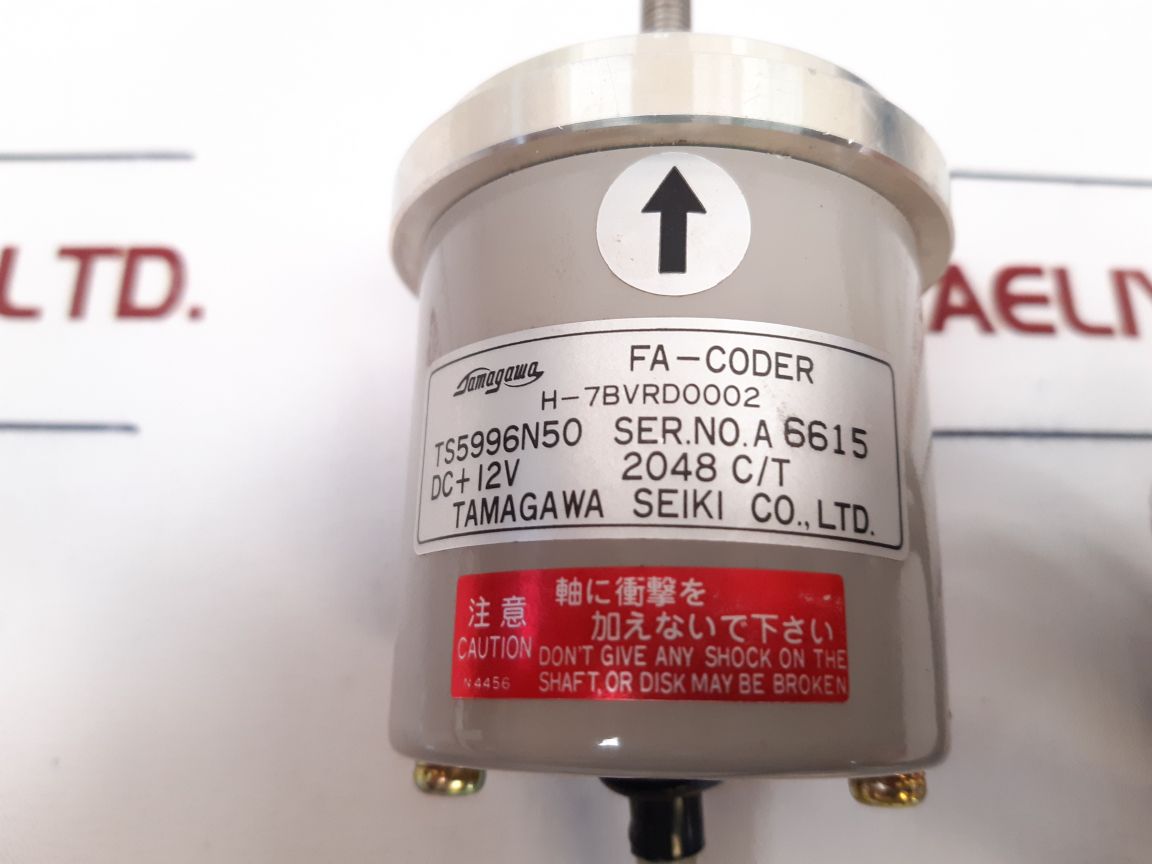 LTD.
AELI
Tamagawa FA-CODER
H-7BVRD0002
TS5996N50 SER.NO.A 6615
DC+12V 2048 C/T
TAMAGAWA SEIKI CO.,LTD.
注意
CAUTION
N4456
軸に衝撃を
加えないで下さい
DON'T GIVE ANY SHOCK ON THE
SHAFT,OR DISK MAY BE BROKEN